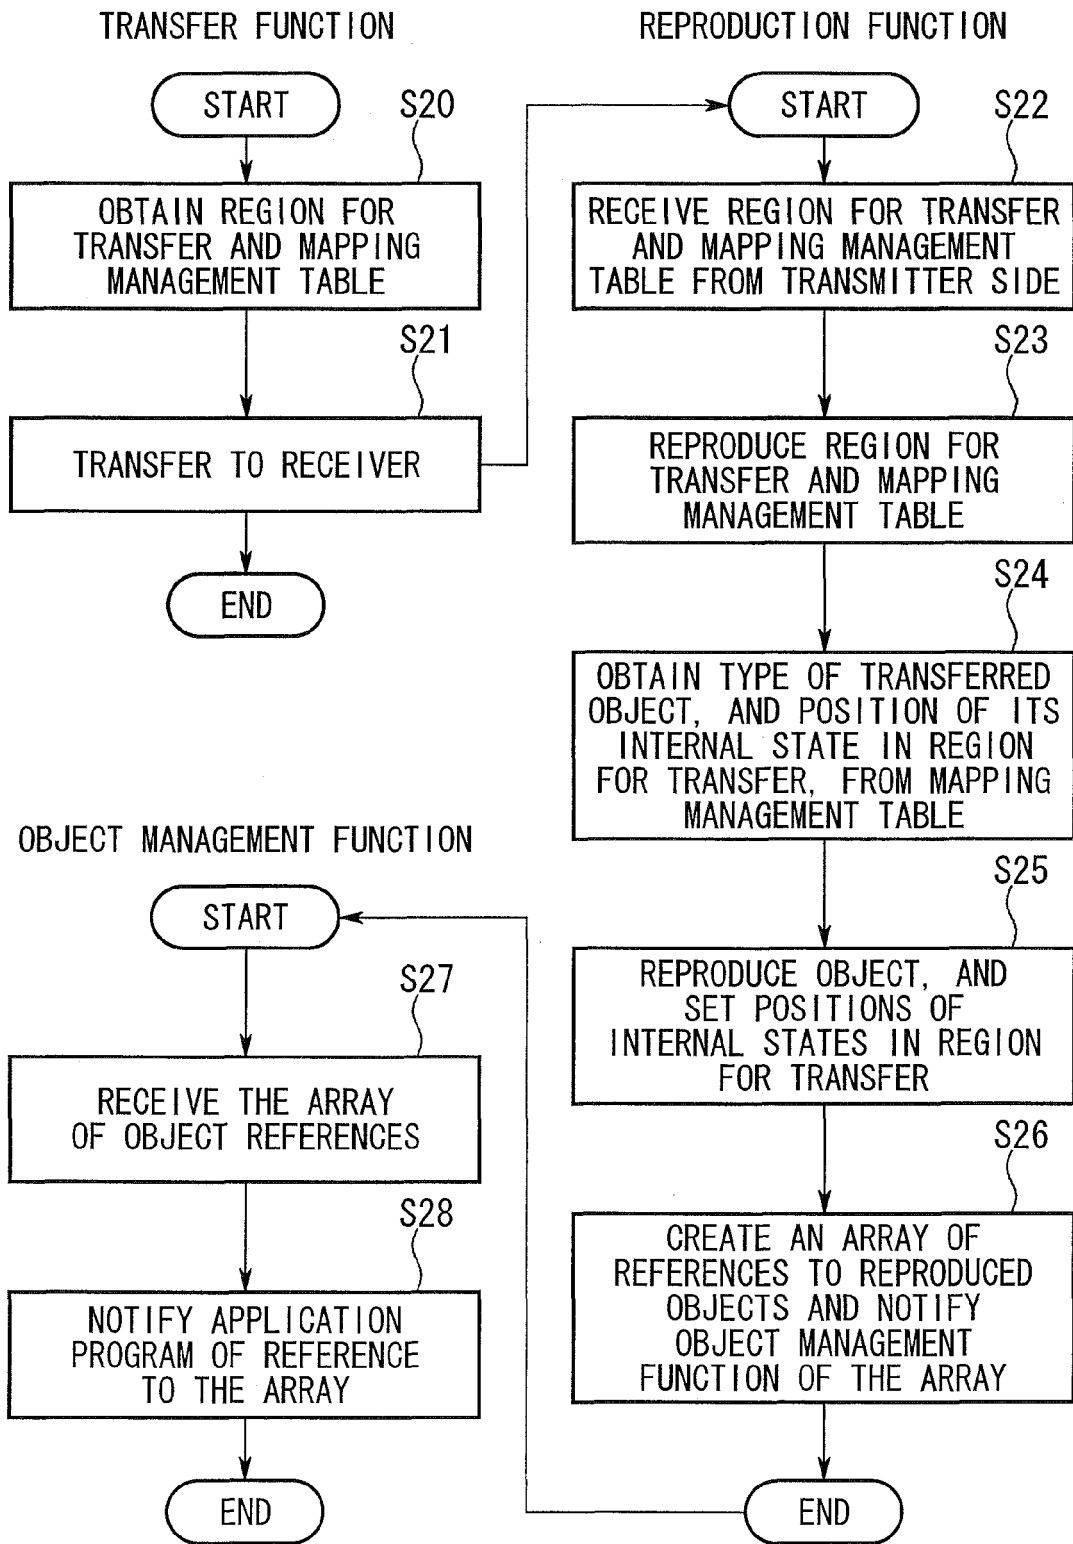 TRANSFER FUNCTION
START
S20
OBTAIN REGION FOR
TRANSFER AND MAPPING
MANAGEMENT TABLE
S21
TRANSFER TO RECEIVER
END
REPRODUCTION FUNCTION
START
S22
RECEIVE REGION FOR TRANSFER
AND MAPPING MANAGEMENT
TABLE FROM TRANSMITTER SIDE
S23
REPRODUCE REGION FOR
TRANSFER AND MAPPING
MANAGEMENT TABLE
S24
OBTAIN TYPE OF TRANSFERRED
OBJECT, AND POSITION OF ITS
INTERNAL STATE IN REGION
FOR TRANSFER, FROM MAPPING
MANAGEMENT TABLE
S25
REPRODUCE OBJECT, AND
SET POSITIONS OF
INTERNAL STATES IN REGION
FOR TRANSFER
S26
CREATE AN ARRAY OF
REFERENCES TO REPRODUCED
OBJECTS AND NOTIFY
OBJECT MANAGEMENT
FUNCTION OF THE ARRAY
END
OBJECT MANAGEMENT FUNCTION
START
S27
RECEIVE THE ARRAY
OF OBJECT REFERENCES
S28
NOTIFY APPLICATION
PROGRAM OF REFERENCE
TO THE ARRAY
END